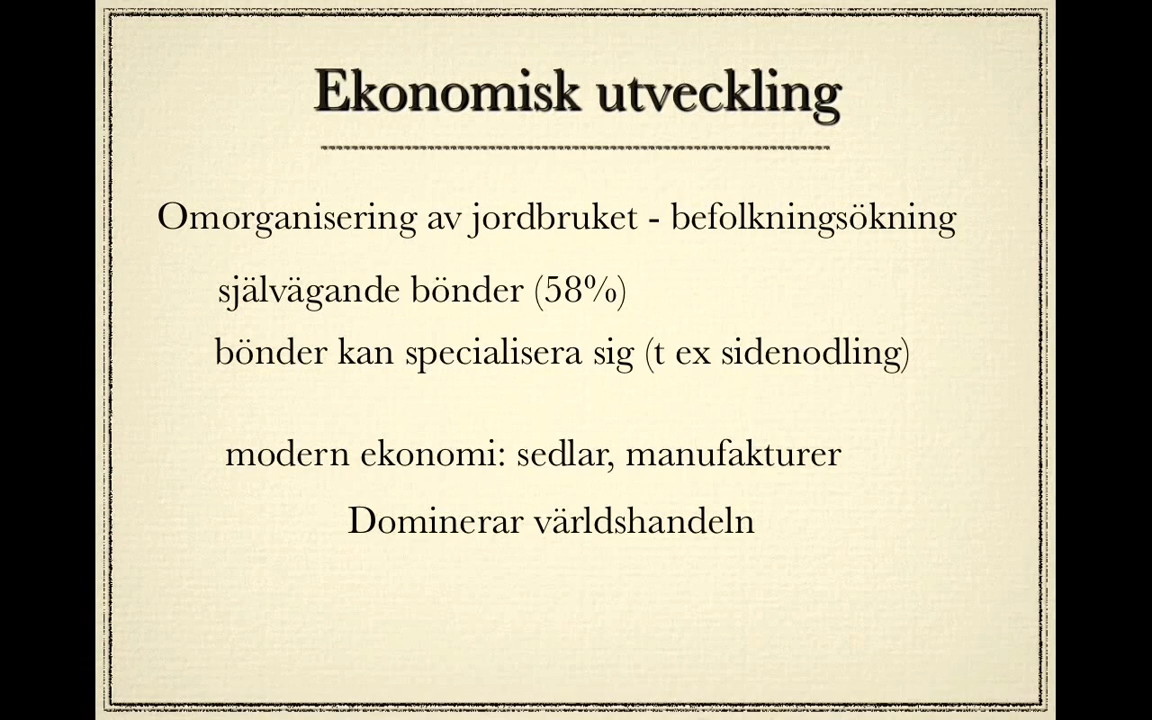 Ekonomisk utveckling
Omorganisering av jordbruket - befolkningsökning
självägande bönder (58%)
bönder kan specialisera sig (t ex sidenodling)
modern ekonomi: sedlar, manufakturer
Dominerar världshandeln